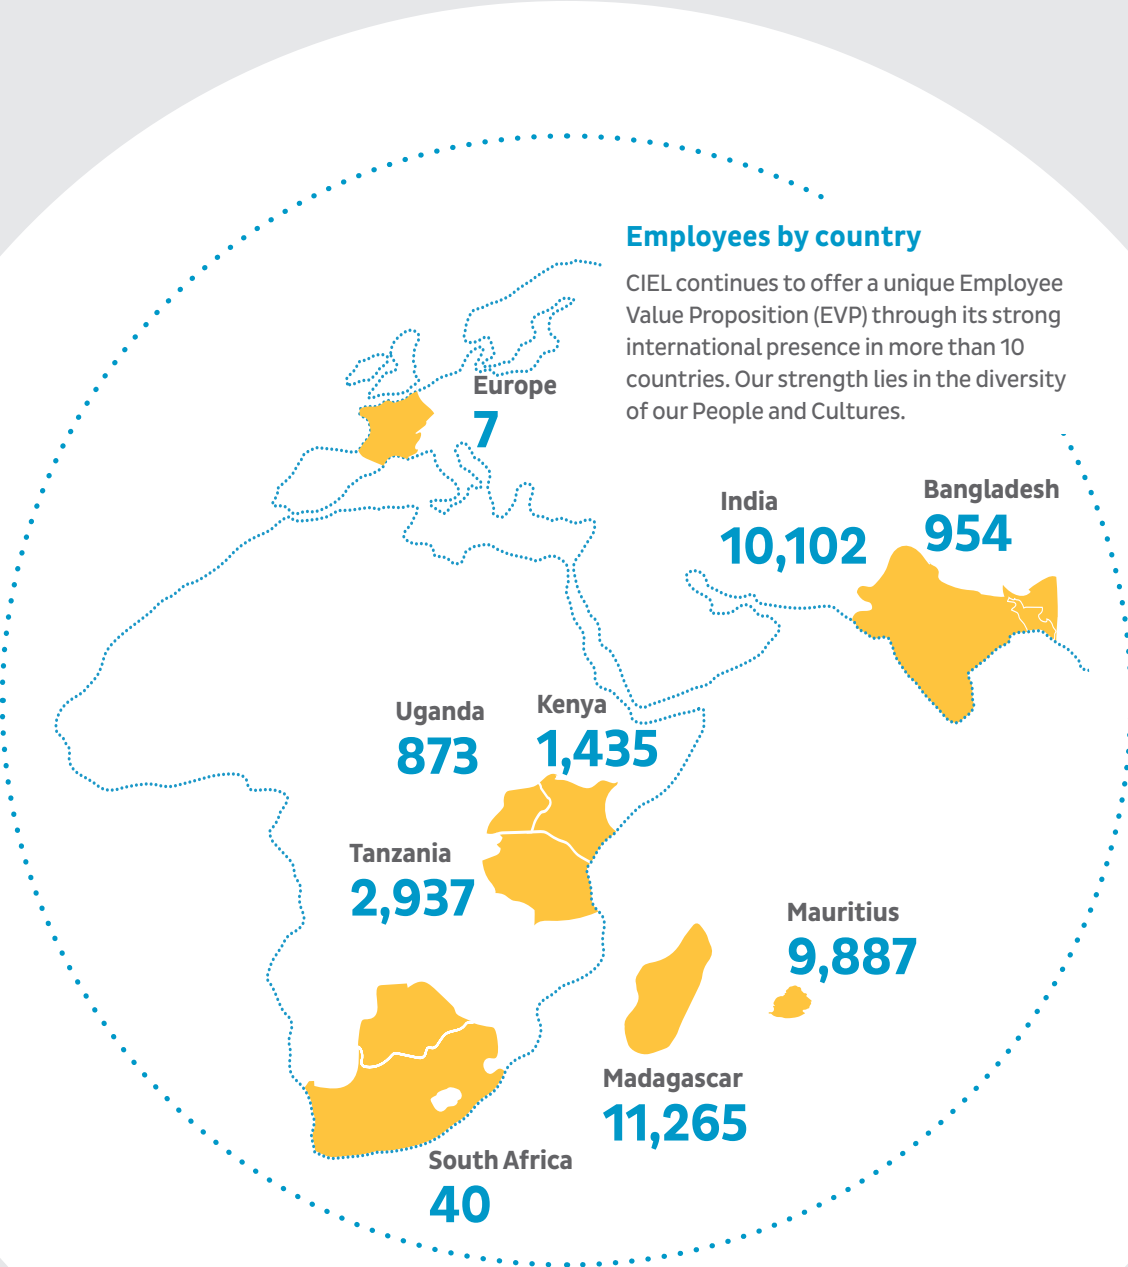 Employees by country
CIEL continues to offer a unique Employee
Value Proposition (EVP) through its strong
international presence in more than 10
countries. Our strength lies in the diversity
of our People and Cultures.
Europe
7
India
10,102
Bangladesh
954
Uganda
873
Kenya
1,435
Tanzania
2,937
Mauritius
9,887
Madagascar
11,265
South Africa
40